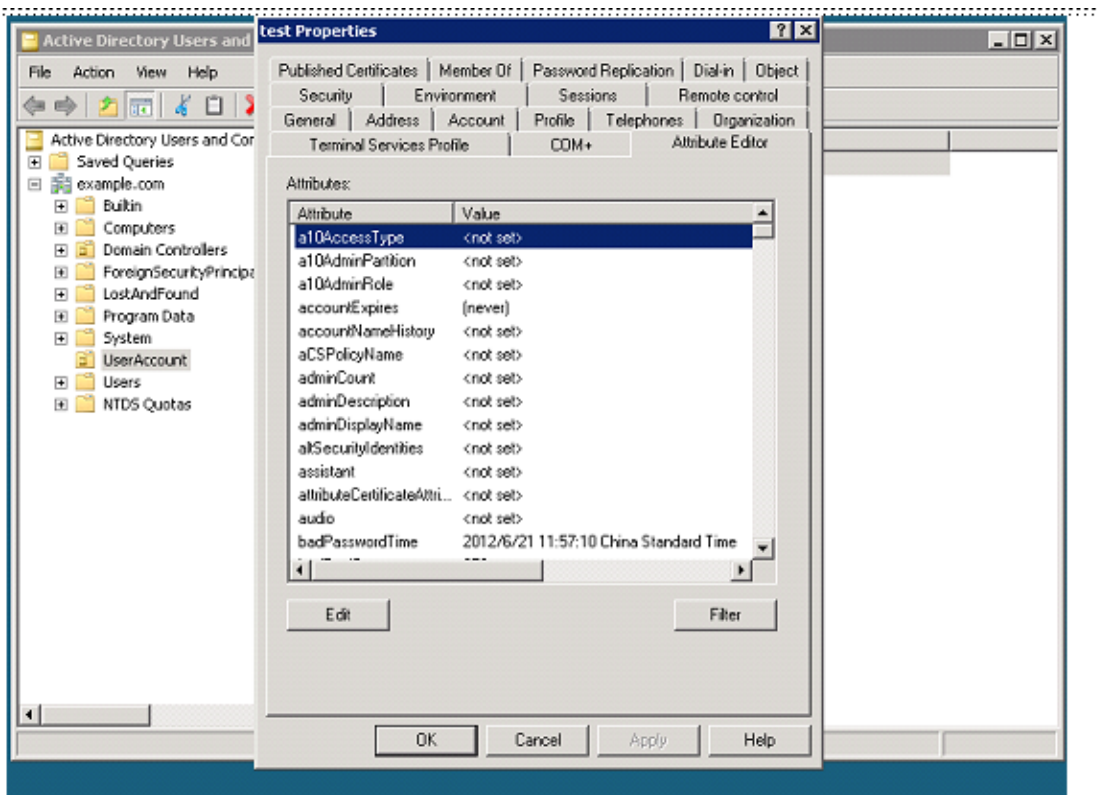 Active Directory Users and
test Properties
File Action View Help
Active Directory Users and Cor
Saved Queries
example.com
Builtin
Computers
Domain Controllers
ForeignSecurityPrincipa
LostAndFound
Program Data
System
UserAccount
Users
NTDS Quotas
Published Certificates Member Of Password Replication Dial-in Object
Security Environment Sessions Remote control
General Address Account Profile Telephones Organization
Terminal Services Profile COM+ Attribute Editor
Attributes:
Attribute Value
a10AccessType <not set>
a10AdminPartition <not set>
a10AdminRole <not set>
accountExpires (never)
accountNameHistory <not set>
aCSPolicyName <not set>
adminCount <not set>
adminDescription <not set>
adminDisplayName <not set>
altSecurityIdentities <not set>
assistant <not set>
attributeCertificateAttri... <not set>
audio <not set>
badPasswordTime 2012/6/21 11:57:10 China Standard Time
Edit Filter
OK Cancel Apply Help